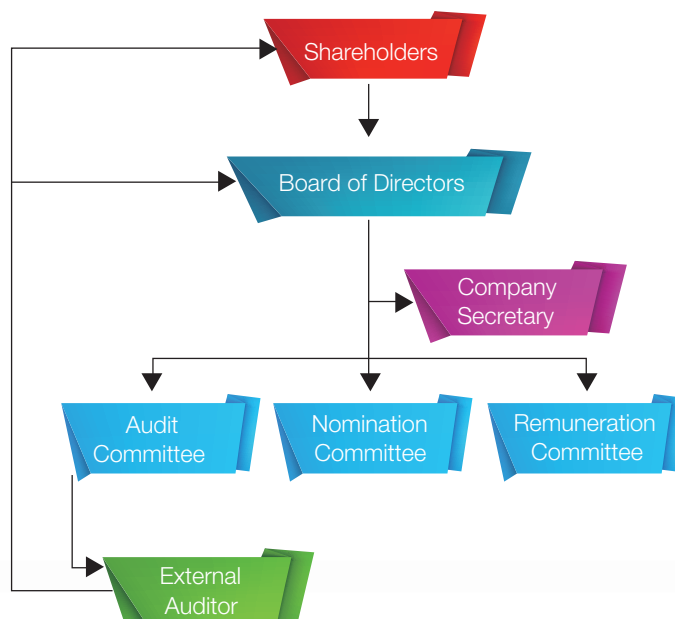 Shareholders
Board of Directors
Company
Secretary
Audit
Committee
Nomination
Committee
Remuneration
Committee
External
Auditor